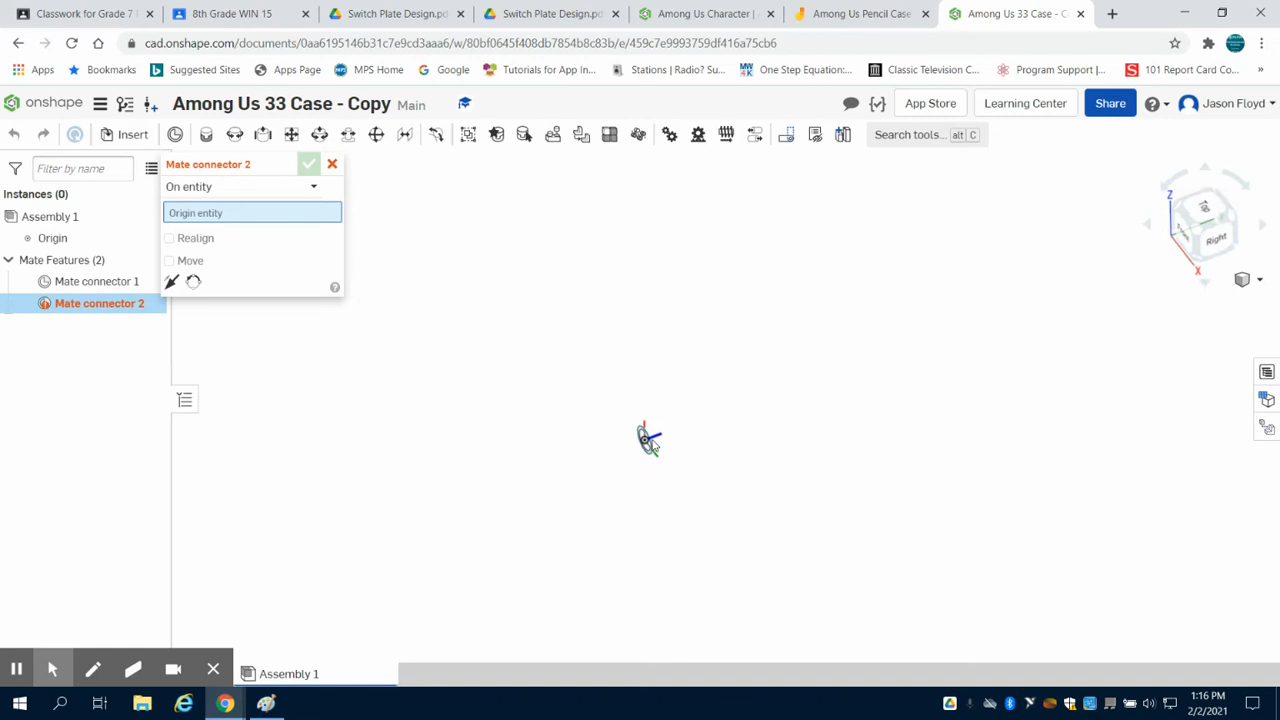 Classwork for Grade 7
8th Grade WIN 15
Switch Plate Design.pdf
Switch Plate Design.pdf
Among Us Character |
Among Us Pencil Case
Among Us 33 Case - Co
cad.onshape.com/documents/0aa6195146b31c7e9cd3aaa6/w/80bf0645f408db7854b8c83b/e/459c7e9993759df416a75cb6
Apps
Bookmarks
Suggested Sites
Apps Page
MPS Home
Google
Tutorials for App In...
Stations | Radio? Su...
One Step Equation:...
Classic Television C...
Program Support |...
101 Report Card Co...
»
onshape
Among Us 33 Case - Copy Main
App Store
Learning Center
Share
Jason Floyd
Insert
Search tools... alt C
Filter by name
Mate connector 2
On entity
Origin entity
Realign
Move
Instances (0)
Assembly 1
Origin
Mate Features (2)
Mate connector 1
Mate connector 2
Z
Right
X
Assembly 1
1:16 PM
2/2/2021